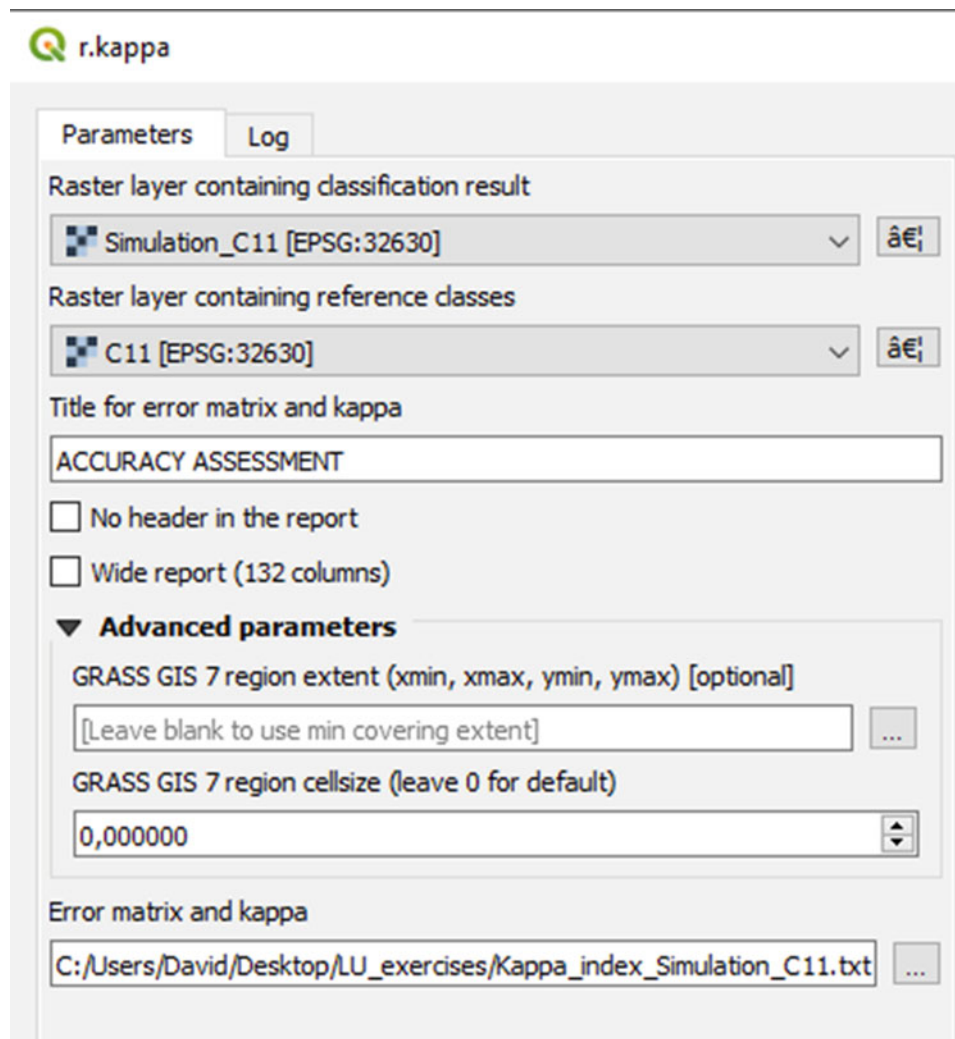 r.kappa
Parameters
Log
Raster layer containing classification result
Simulation_C11 [EPSG:32630]
…
Raster layer containing reference classes
C11 [EPSG:32630]
…
Title for error matrix and kappa
ACCURACY ASSESSMENT
No header in the report
Wide report (132 columns)
Advanced parameters
GRASS GIS 7 region extent (xmin, xmax, ymin, ymax) [optional]
[Leave blank to use min covering extent]
...
GRASS GIS 7 region cellsize (leave 0 for default)
0,000000
Error matrix and kappa
C:/Users/David/Desktop/LU_exercises/Kappa_index_Simulation_C11.txt
...